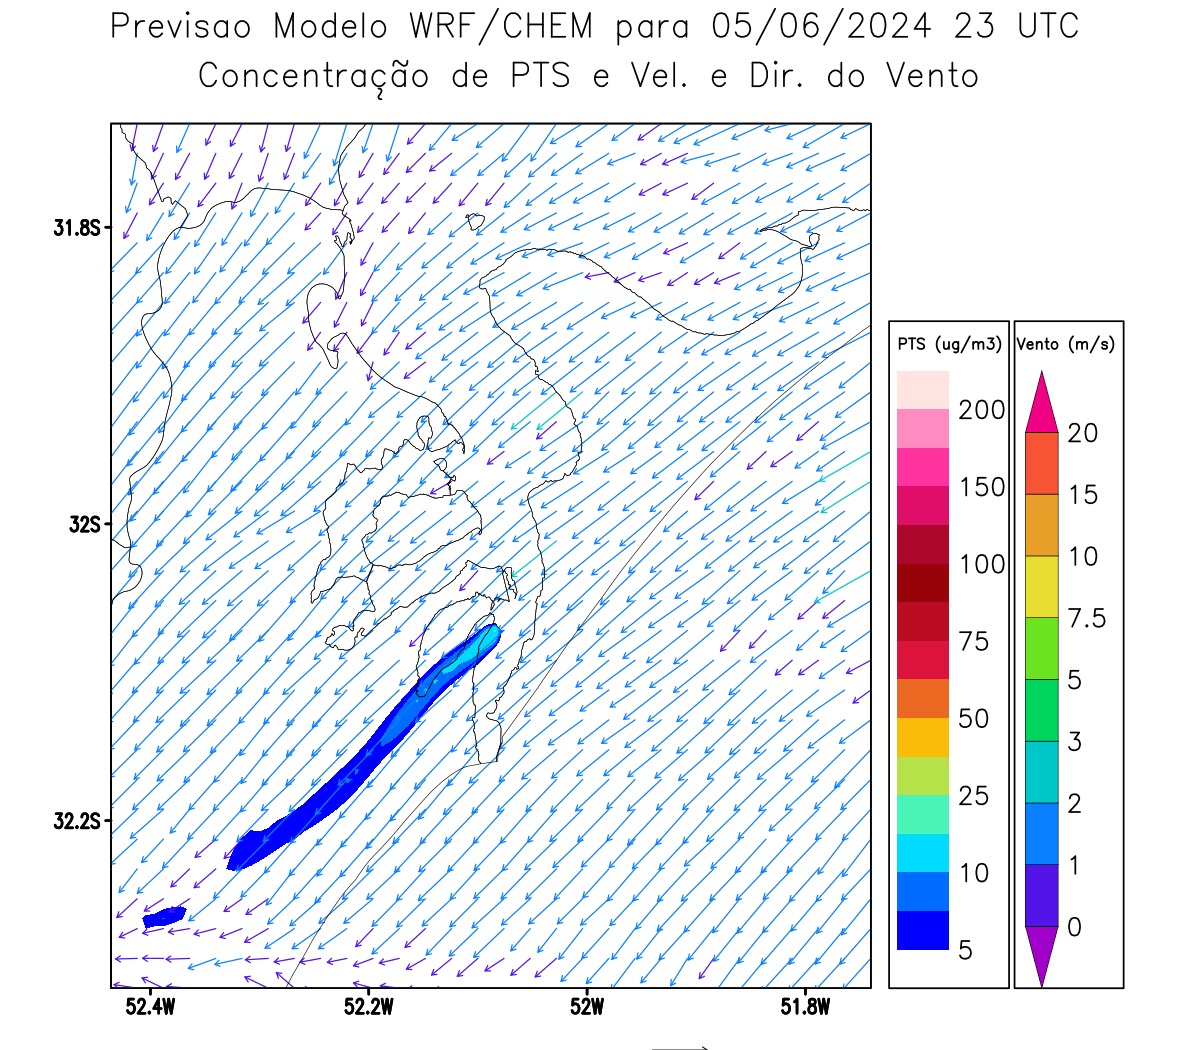 Previsao Modelo WRF/CHEM para 05/06/2024 23 UTC
Concentração de PTS e Vel. e Dir. do Vento
31.8S
32S
32.2S
52.4W
52.2W
52W
51.8W
PTS (ug/m3)
200
150
100
75
50
25
10
5
Vento (m/s)
20
15
10
7.5
5
3
2
1
0